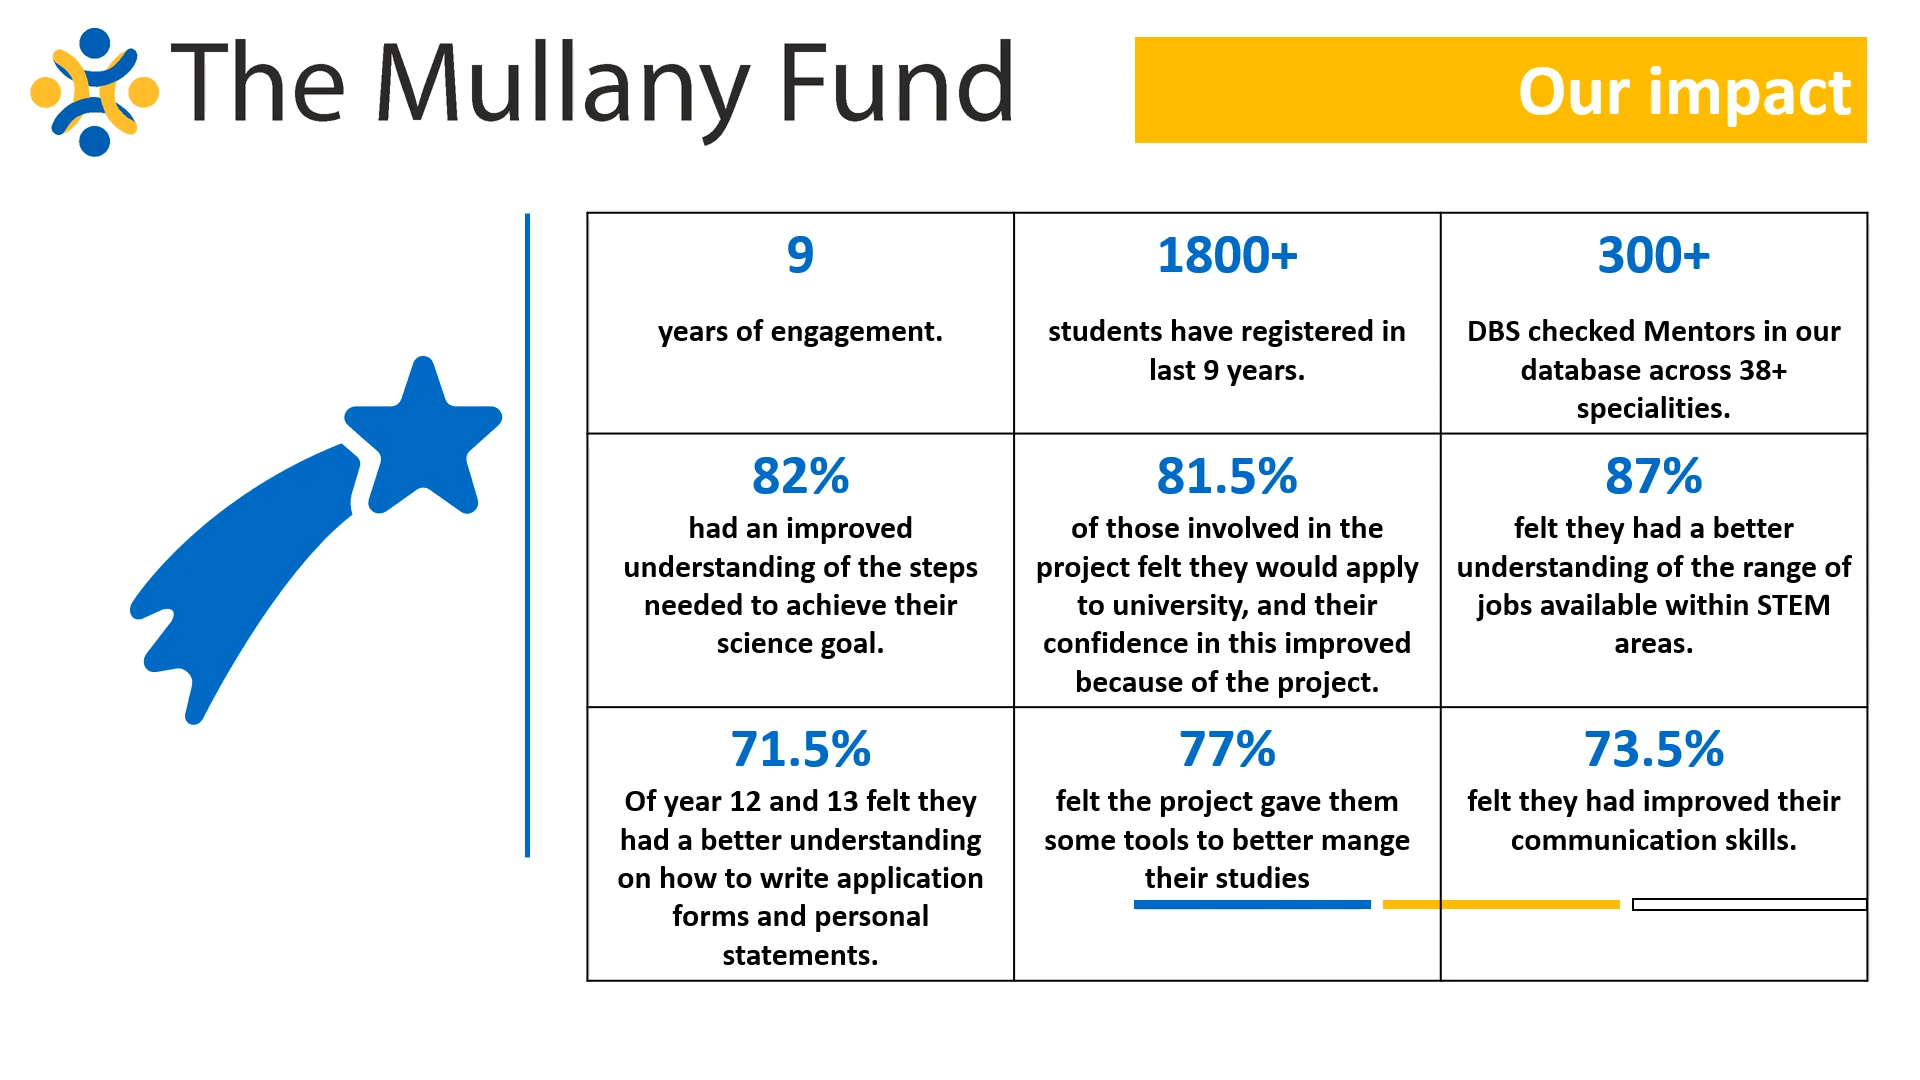 The Mullany Fund
Our impact
9
years of engagement.
1800+
students have registered in
last 9 years.
300+
DBS checked Mentors in our
database across 38+
specialities.
82%
had an improved
understanding of the steps
needed to achieve their
science goal.
81.5%
of those involved in the
project felt they would apply
to university, and their
confidence in this improved
because of the project.
87%
felt they had a better
understanding of the range of
jobs available within STEM
areas.
71.5%
Of year 12 and 13 felt they
had a better understanding
on how to write application
forms and personal
statements.
77%
felt the project gave them
some tools to better mange
their studies
73.5%
felt they had improved their
communication skills.